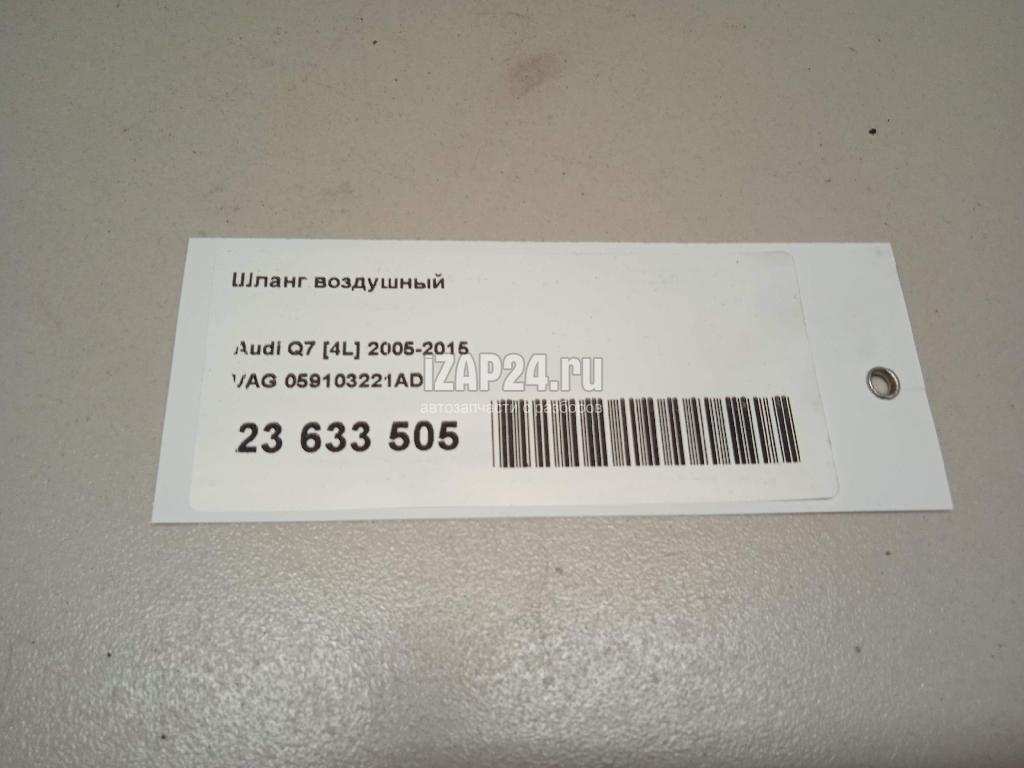 Шланг воздушный
Audi Q7 [4L] 2005-2015
VAG 059103221AD
iZAP24.ru
автозапчасти с разборов
23 633 505